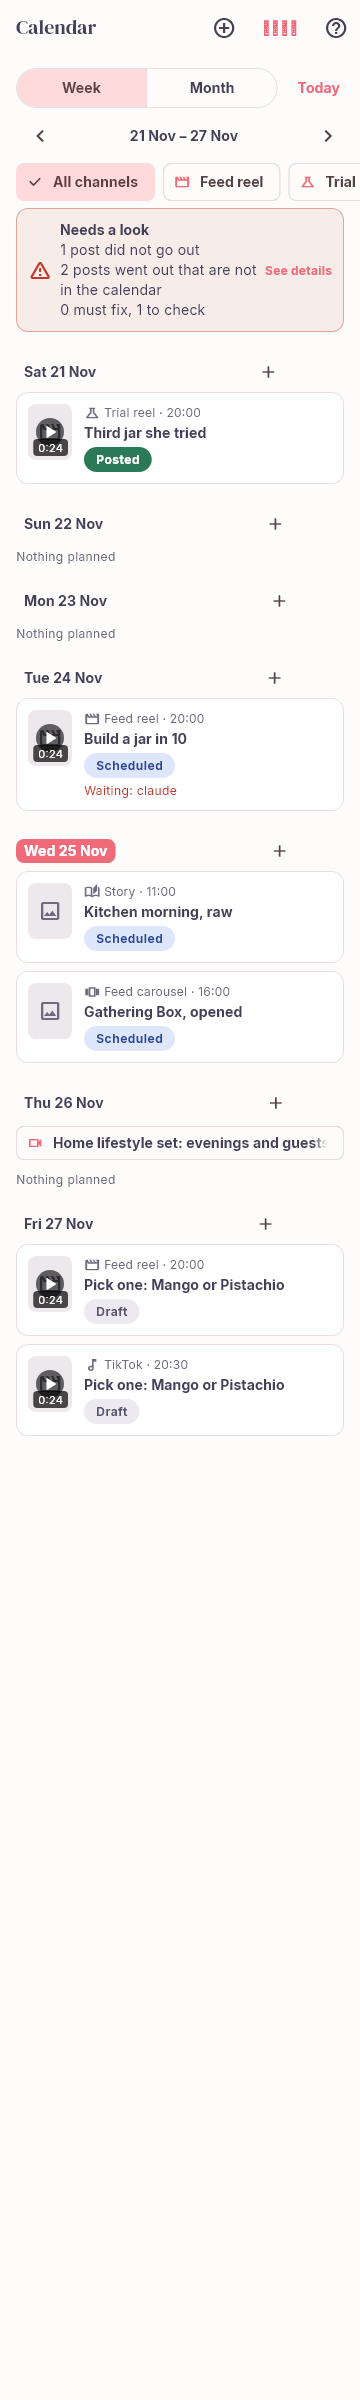 Calendar
Week
Month
Today
21 Nov – 27 Nov
All channels
Feed reel
Trial
Needs a look
1 post did not go out
2 posts went out that are not
in the calendar
0 must fix, 1 to check
See details
Sat 21 Nov
Trial reel · 20:00
Third jar she tried
0:24
Posted
Sun 22 Nov
Nothing planned
Mon 23 Nov
Nothing planned
Tue 24 Nov
Feed reel · 20:00
Build a jar in 10
0:24
Scheduled
Waiting: claude
Wed 25 Nov
Story · 11:00
Kitchen morning, raw
Scheduled
Feed carousel · 16:00
Gathering Box, opened
Scheduled
Thu 26 Nov
Home lifestyle set: evenings and guests
Nothing planned
Fri 27 Nov
Feed reel · 20:00
Pick one: Mango or Pistachio
0:24
Draft
TikTok · 20:30
Pick one: Mango or Pistachio
0:24
Draft